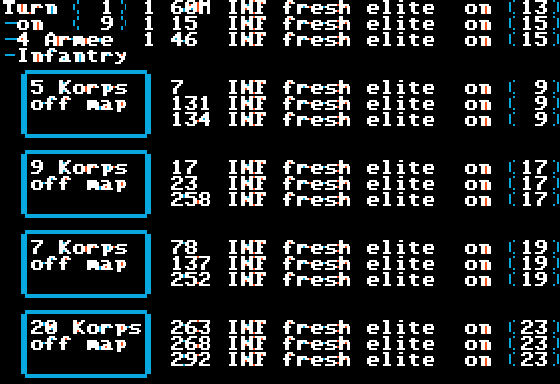 Turn ( 1) 1 60M INF fresh elite on (13)
-on ( 9) 1 15 INF fresh elite on (15)
-4 Armee 1 46 INF fresh elite on (15)
-Infantry
5 Korps 7 INF fresh elite on ( 9)
off map 131 INF fresh elite on ( 9)
134 INF fresh elite on ( 9)
9 Korps 17 INF fresh elite on (17)
off map 23 INF fresh elite on (17)
258 INF fresh elite on (17)
7 Korps 78 INF fresh elite on (19)
off map 137 INF fresh elite on (19)
252 INF fresh elite on (19)
20 Korps 263 INF fresh elite on (23)
off map 268 INF fresh elite on (23)
292 INF fresh elite on (23)